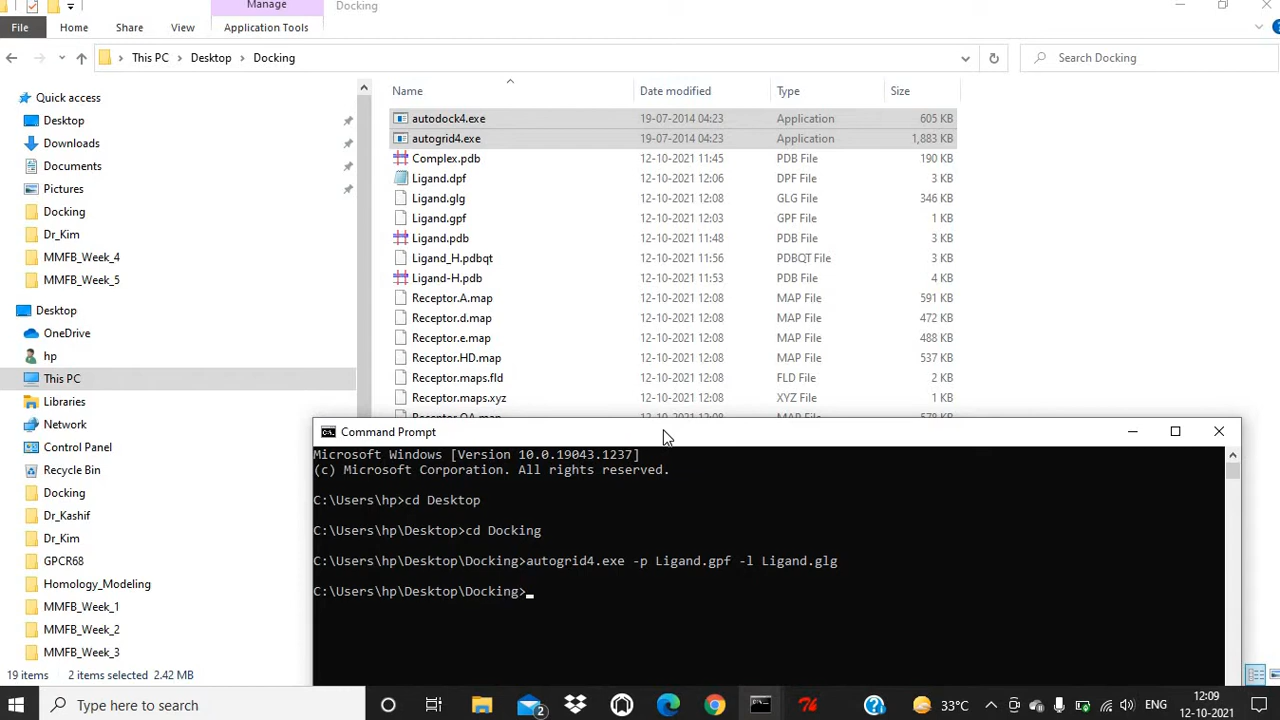 Manage
Docking
File
Home
Share
View
Application Tools
This PC
Desktop
Docking
Search Docking
Name
Date modified
Type
Size
Quick access
Desktop
Downloads
Documents
Pictures
Docking
Dr_Kim
MMFB_Week_4
MMFB_Week_5
Desktop
OneDrive
hp
This PC
Libraries
Network
Control Panel
Recycle Bin
Docking
Dr_Kashif
Dr_Kim
GPCR68
Homology_Modeling
MMFB_Week_1
MMFB_Week_2
MMFB_Week_3
autodock4.exe 19-07-2014 04:23 Application 605 KB
autogrid4.exe 19-07-2014 04:23 Application 1,883 KB
Complex.pdb 12-10-2021 11:45 PDB File 190 KB
Ligand.dpf 12-10-2021 12:06 DPF File 3 KB
Ligand.glg 12-10-2021 12:08 GLG File 346 KB
Ligand.gpf 12-10-2021 12:03 GPF File 1 KB
Ligand.pdb 12-10-2021 11:48 PDB File 3 KB
Ligand_H.pdbqt 12-10-2021 11:56 PDBQT File 3 KB
Ligand-H.pdb 12-10-2021 11:53 PDB File 4 KB
Receptor.A.map 12-10-2021 12:08 MAP File 591 KB
Receptor.d.map 12-10-2021 12:08 MAP File 472 KB
Receptor.e.map 12-10-2021 12:08 MAP File 488 KB
Receptor.HD.map 12-10-2021 12:08 MAP File 537 KB
Receptor.maps.fld 12-10-2021 12:08 FLD File 2 KB
Receptor.maps.xyz 12-10-2021 12:08 XYZ File 1 KB
Receptor.OA.map 12-10-2021 12:08 MAP File 578 KB
Command Prompt
Microsoft Windows [Version 10.0.19043.1237]
(c) Microsoft Corporation. All rights reserved.
C:\Users\hp>cd Desktop
C:\Users\hp\Desktop>cd Docking
C:\Users\hp\Desktop\Docking>autogrid4.exe -p Ligand.gpf -l Ligand.glg
C:\Users\hp\Desktop\Docking>
19 items 2 items selected 2.42 MB
Type here to search
2
33°C
ENG
12:09
12-10-2021